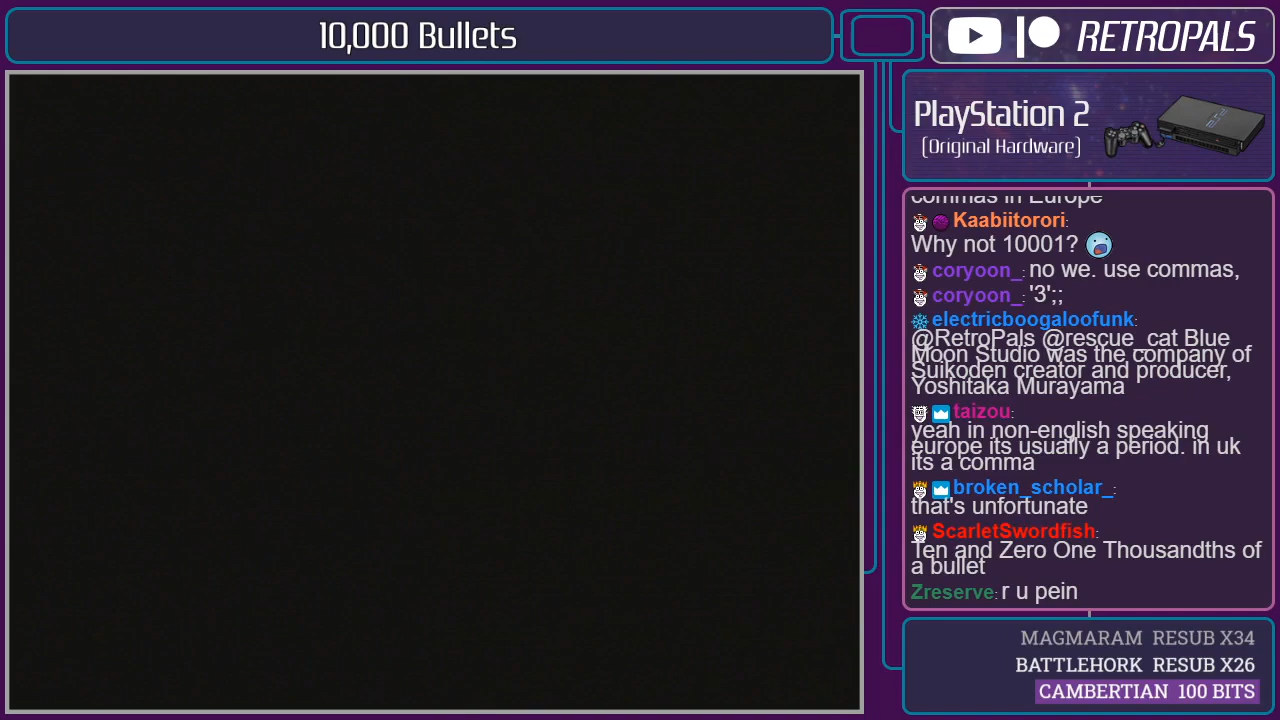 10,000 Bullets
RETROPALS
PlayStation 2
(Original Hardware)
commas in Europe
Kaabiitorori:
Why not 10001?
coryoon_: no we. use commas,
coryoon_: '3';;
electricboogaloofunk:
@RetroPals @rescue_cat Blue
Moon Studio was the company of
Suikoden creator and producer,
Yoshitaka Murayama
taizou:
yeah in non-english speaking
europe its usually a period. in uk
its a comma
broken_scholar_:
that's unfortunate
ScarletSwordfish:
Ten and Zero One Thousandths of
a bullet
Zreserve: r u pein
MAGMARAM RESUB X34
BATTLEHORK RESUB X26
CAMBERTIAN 100 BITS